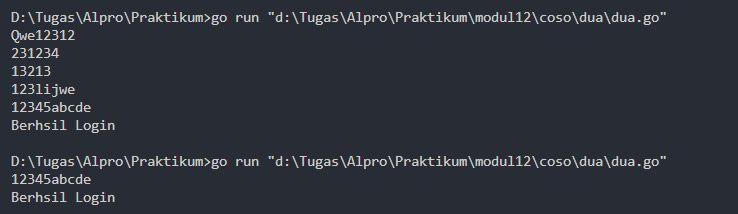 D:\Tugas\Alpro\Praktikum>go run "d:\Tugas\Alpro\Praktikum\modul12\coso\dua\dua.go"
Qwe12312
231234
13213
123lijwe
12345abcde
Berhsil Login
D:\Tugas\Alpro\Praktikum>go run "d:\Tugas\Alpro\Praktikum\modul12\coso\dua\dua.go"
12345abcde
Berhsil Login